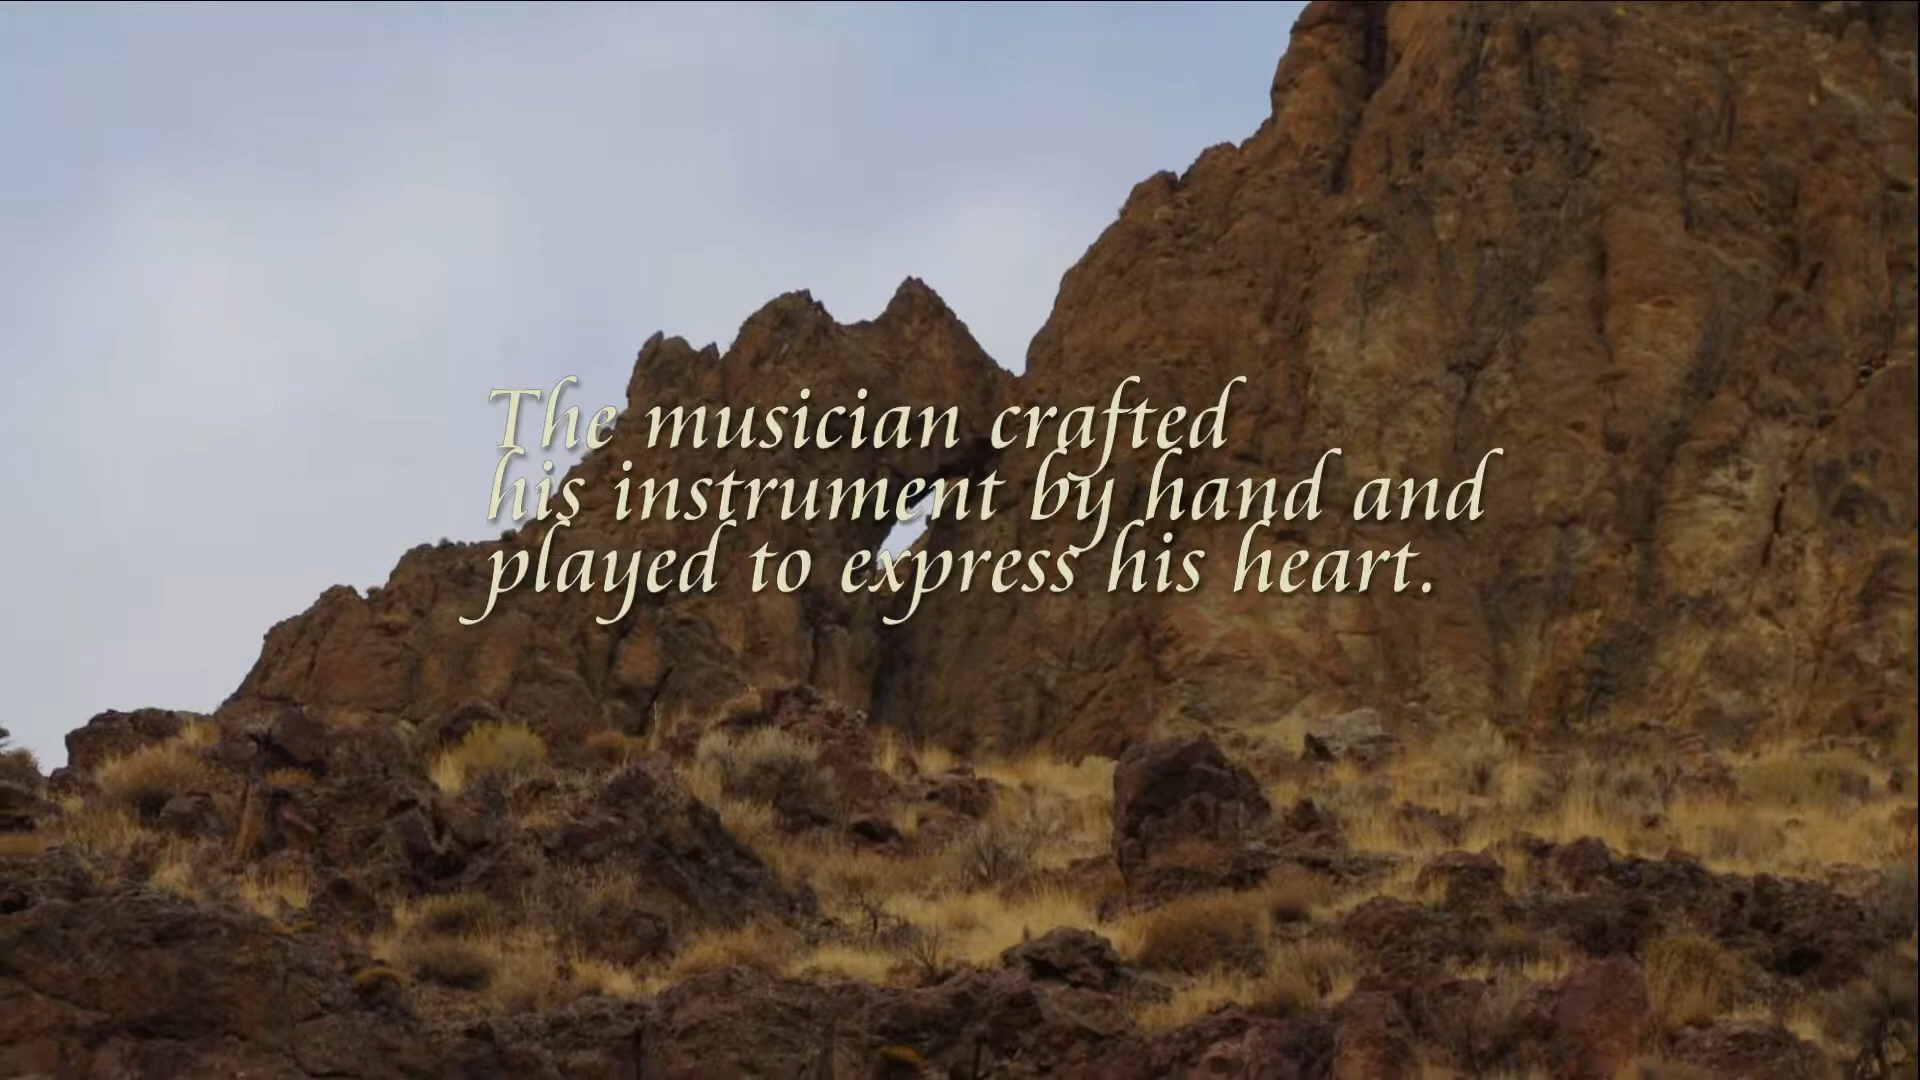 The musician crafted
his instrument by hand and
played to express his heart.